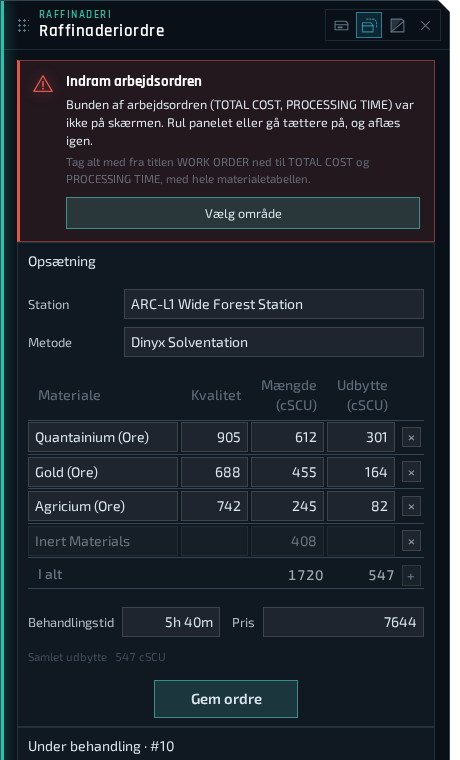 RAFFINADERI
Raffinaderiordre
Indram arbejdsordren
Bunden af arbejdsordren (TOTAL COST, PROCESSING TIME) var
ikke på skærmen. Rul panelet eller gå tættere på, og aflæs
igen.
Tag alt med fra titlen WORK ORDER ned til TOTAL COST og
PROCESSING TIME, med hele materialetabellen.
Vælg område
Opsætning
Station ARC-L1 Wide Forest Station
Metode Dinyx Solventation
Materiale Kvalitet Mængde (cSCU) Udbytte (cSCU)
Quantainium (Ore) 905 612 301 ×
Gold (Ore) 688 455 164 ×
Agricium (Ore) 742 245 82 ×
Inert Materials 408 ×
I alt 1720 547 +
Behandlingstid 5h 40m Pris 7644
Samlet udbytte 547 cSCU
Gem ordre
Under behandling · #10